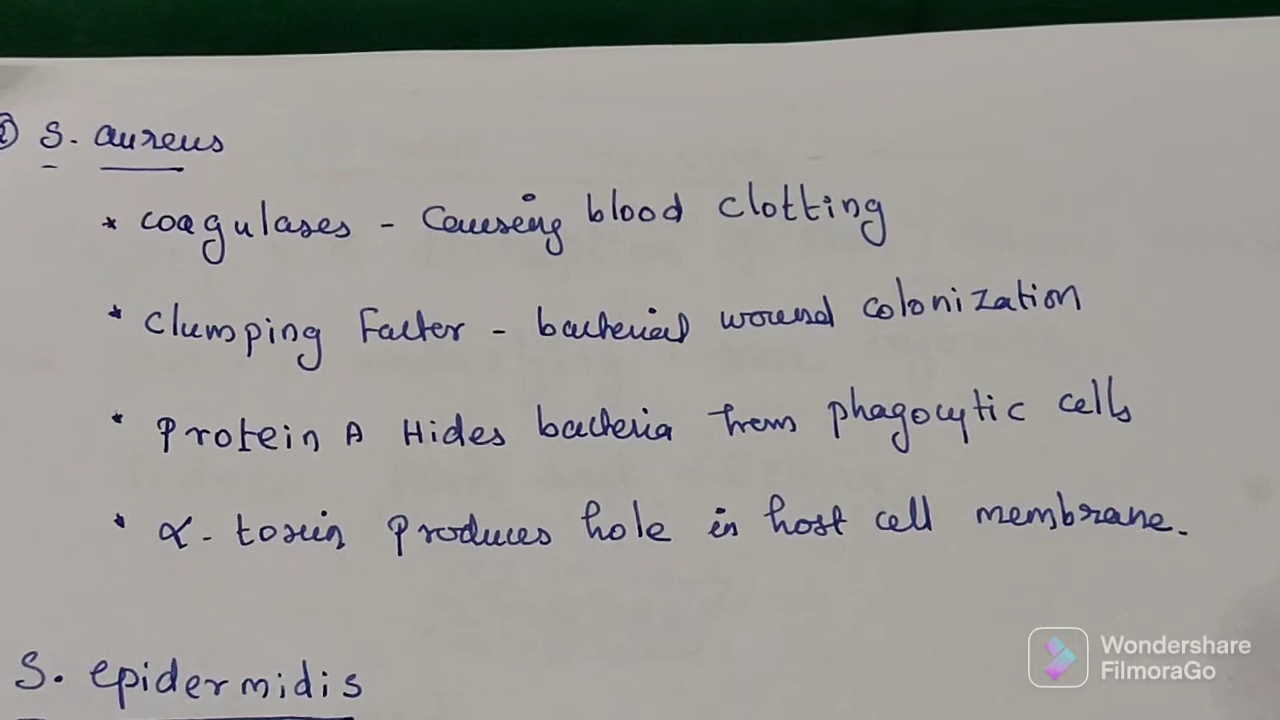 ② S. aureus
* coagulases - Causing blood clotting
* Clumping Factor - bacterial wound colonization
* Protein A Hides bacteria from phagocytic cells
* α- toxin produces hole in host cell membrane.
S. epidermidis
Wondershare
FilmoraGo